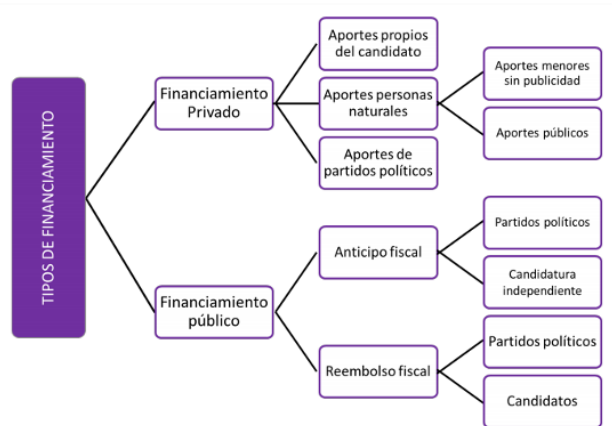 TIPOS DE FINANCIAMIENTO
Financiamiento
Privado
Aportes propios
del candidato
Aportes personas
naturales
Aportes menores
sin publicidad
Aportes públicos
Aportes de
partidos políticos
Financiamiento
público
Anticipo fiscal
Partidos políticos
Candidatura
independiente
Reembolso fiscal
Partidos políticos
Candidatos